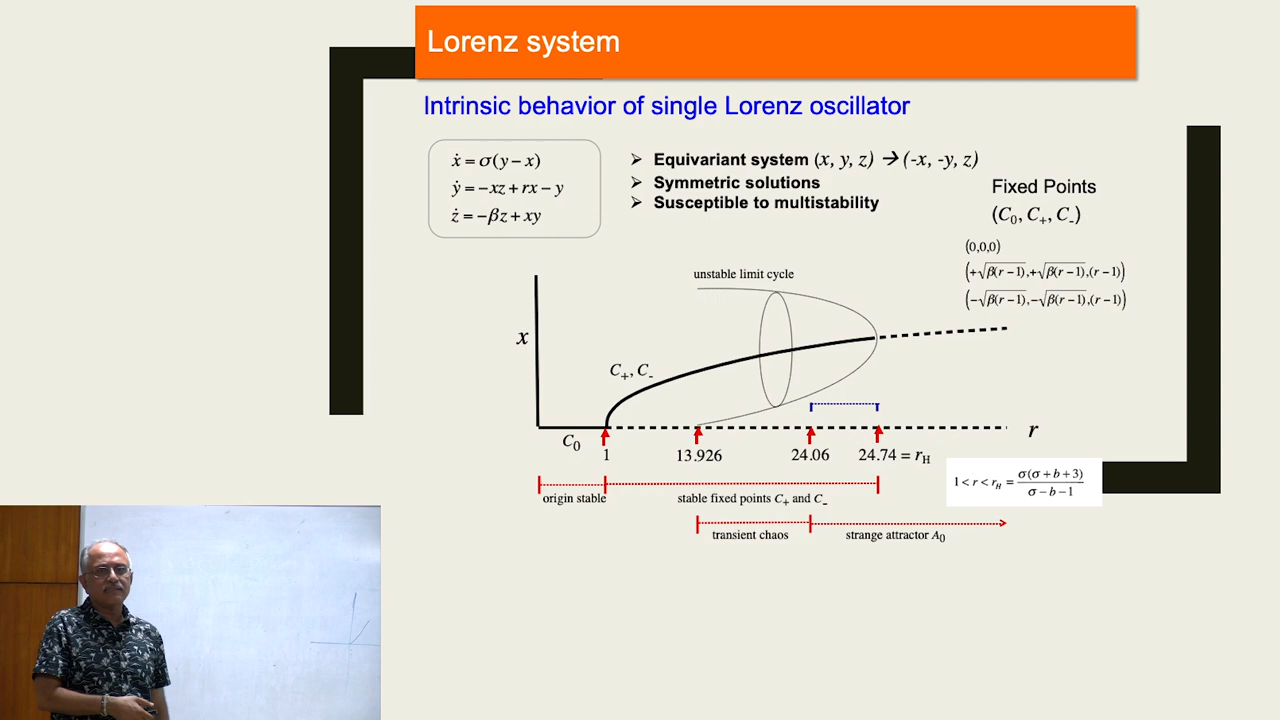 Lorenz system
Intrinsic behavior of single Lorenz oscillator
ẋ = σ(y − x)
ẏ = −xz + rx − y
ż = −βz + xy
➢ Equivariant system (x, y, z) → (-x, -y, z)
➢ Symmetric solutions
➢ Susceptible to multistability
Fixed Points
(C₀, C₊, C₋)
(0,0,0)
(+√β(r−1),+√β(r−1),(r−1))
(−√β(r−1),−√β(r−1),(r−1))
unstable limit cycle
x
C₊, C₋
C₀
r
1
13.926
24.06
24.74 = r_H
1 < r < r_H = σ(σ + b + 3) / σ − b − 1
origin stable
stable fixed points C₊ and C₋
transient chaos
strange attractor A₀